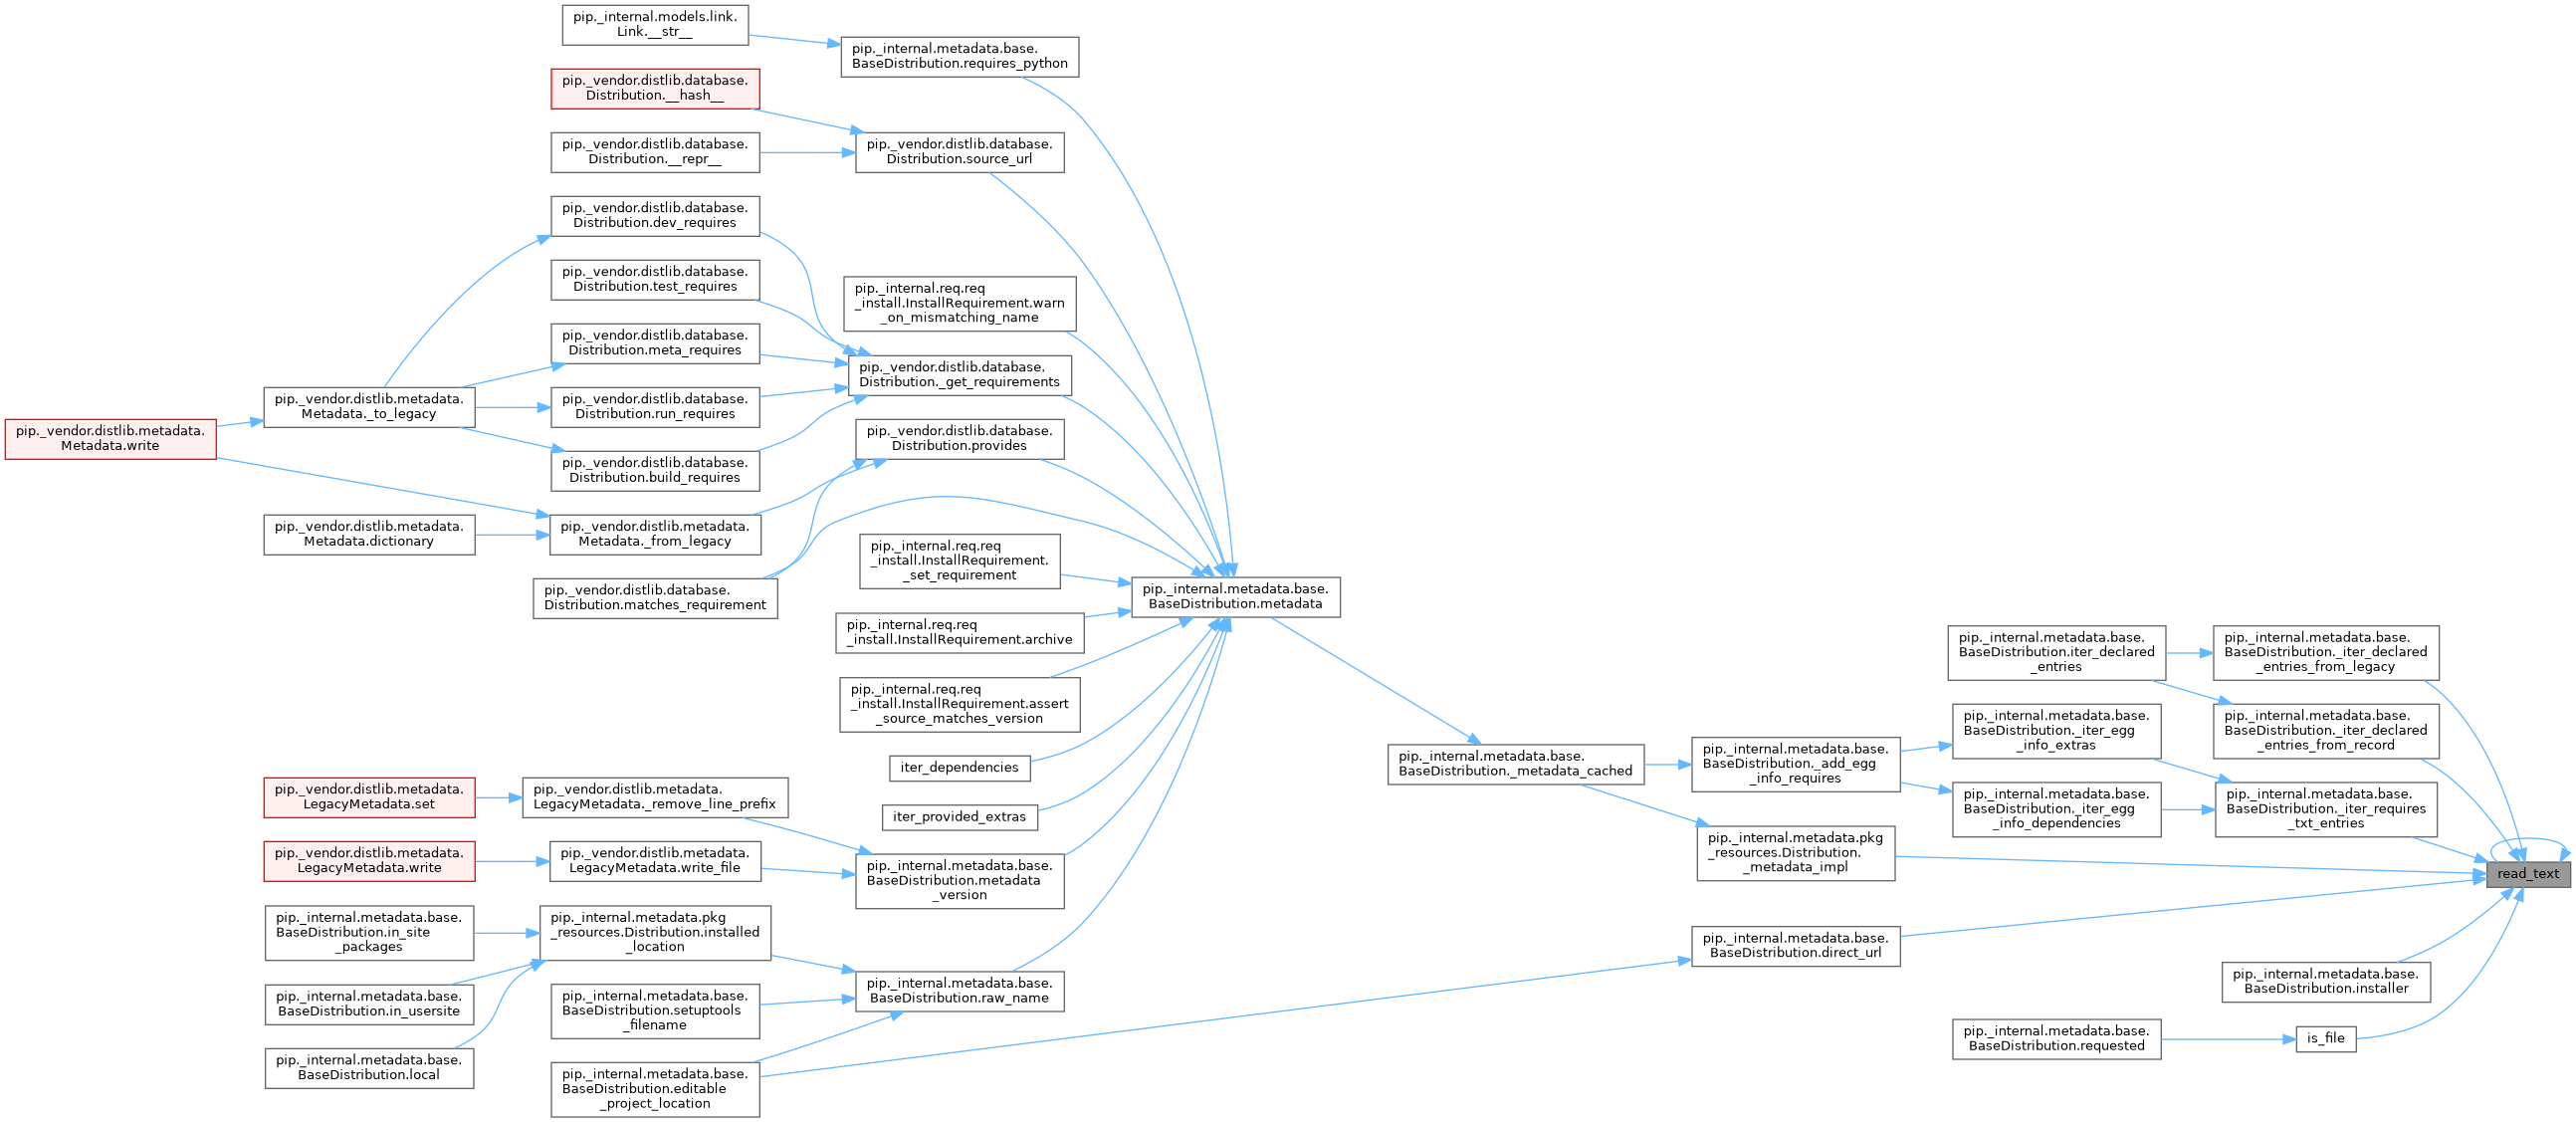 pip._internal.models.link.
Link.__str__
pip._internal.metadata.base.
BaseDistribution.requires_python
pip._vendor.distlib.database.
Distribution.__hash__
pip._vendor.distlib.database.
Distribution.__repr__
pip._vendor.distlib.database.
Distribution.source_url
pip._vendor.distlib.database.
Distribution.dev_requires
pip._vendor.distlib.database.
Distribution.test_requires
pip._internal.req.req
_install.InstallRequirement.warn
_on_mismatching_name
pip._vendor.distlib.database.
Distribution.meta_requires
pip._vendor.distlib.database.
Distribution._get_requirements
pip._vendor.distlib.metadata.
Metadata._to_legacy
pip._vendor.distlib.database.
Distribution.run_requires
pip._vendor.distlib.metadata.
Metadata.write
pip._vendor.distlib.database.
Distribution.provides
pip._vendor.distlib.database.
Distribution.build_requires
pip._vendor.distlib.metadata.
Metadata.dictionary
pip._vendor.distlib.metadata.
Metadata._from_legacy
pip._internal.req.req
_install.InstallRequirement.
_set_requirement
pip._vendor.distlib.database.
Distribution.matches_requirement
pip._internal.metadata.base.
BaseDistribution.metadata
pip._internal.req.req
_install.InstallRequirement.archive
pip._internal.req.req
_install.InstallRequirement.assert
_source_matches_version
iter_dependencies
iter_provided_extras
pip._internal.metadata.base.
BaseDistribution._metadata_cached
pip._internal.metadata.base.
BaseDistribution._add_egg
_info_requires
pip._internal.metadata.base.
BaseDistribution.iter_declared
_entries
pip._internal.metadata.base.
BaseDistribution._iter_declared
_entries_from_legacy
pip._internal.metadata.base.
BaseDistribution._iter_egg
_info_extras
pip._internal.metadata.base.
BaseDistribution._iter_declared
_entries_from_record
pip._internal.metadata.base.
BaseDistribution._iter_egg
_info_dependencies
pip._internal.metadata.base.
BaseDistribution._iter_requires
_txt_entries
pip._vendor.distlib.metadata.
LegacyMetadata.set
pip._vendor.distlib.metadata.
LegacyMetadata._remove_line_prefix
pip._vendor.distlib.metadata.
LegacyMetadata.write
pip._vendor.distlib.metadata.
LegacyMetadata.write_file
pip._internal.metadata.base.
BaseDistribution.metadata
_version
pip._internal.metadata.pkg
_resources.Distribution.
_metadata_impl
read_text
pip._internal.metadata.base.
BaseDistribution.in_site
_packages
pip._internal.metadata.pkg
_resources.Distribution.installed
_location
pip._internal.metadata.base.
BaseDistribution.direct_url
pip._internal.metadata.base.
BaseDistribution.in_usersite
pip._internal.metadata.base.
BaseDistribution.setuptools
_filename
pip._internal.metadata.base.
BaseDistribution.raw_name
pip._internal.metadata.base.
BaseDistribution.installer
pip._internal.metadata.base.
BaseDistribution.requested
is_file
pip._internal.metadata.base.
BaseDistribution.local
pip._internal.metadata.base.
BaseDistribution.editable
_project_location